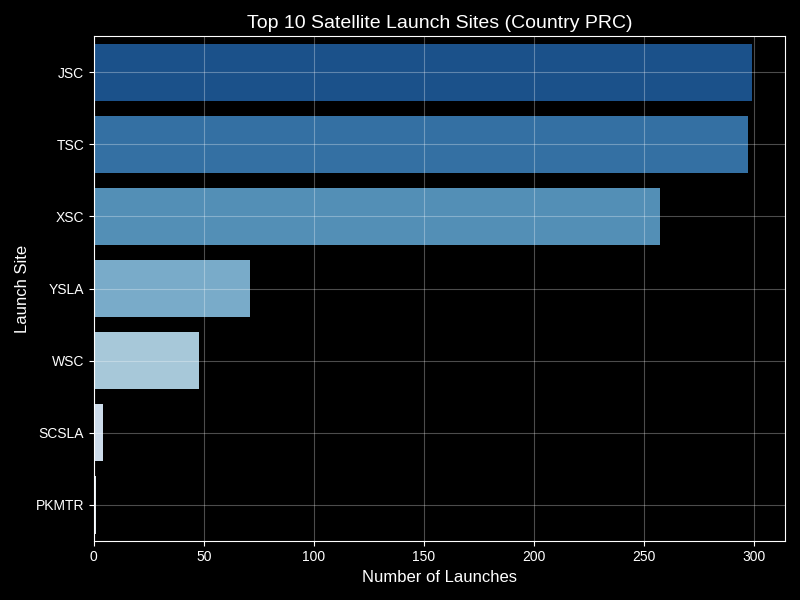 Top 10 Satellite Launch Sites (Country PRC)
Launch Site
JSC
TSC
XSC
YSLA
WSC
SCSLA
PKMTR
0 50 100 150 200 250 300
Number of Launches